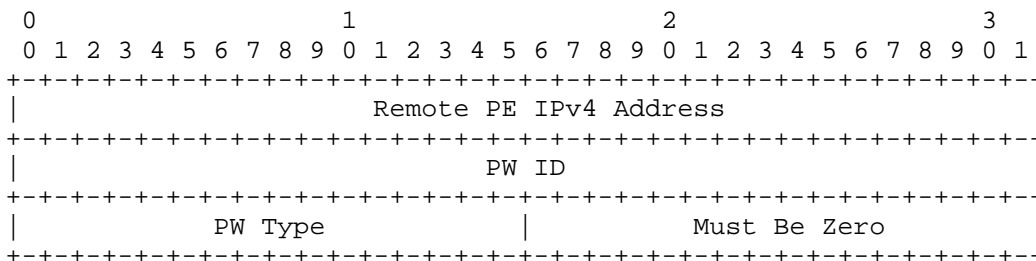 0                   1                   2                   3
 0 1 2 3 4 5 6 7 8 9 0 1 2 3 4 5 6 7 8 9 0 1 2 3 4 5 6 7 8 9 0 1
+-+-+-+-+-+-+-+-+-+-+-+-+-+-+-+-+-+-+-+-+-+-+-+-+-+-+-+-+-+-+-+-
|                      Remote PE IPv4 Address
+-+-+-+-+-+-+-+-+-+-+-+-+-+-+-+-+-+-+-+-+-+-+-+-+-+-+-+-+-+-+-+-
|                             PW ID
+-+-+-+-+-+-+-+-+-+-+-+-+-+-+-+-+-+-+-+-+-+-+-+-+-+-+-+-+-+-+-+-
|            PW Type            |          Must Be Zero
+-+-+-+-+-+-+-+-+-+-+-+-+-+-+-+-+-+-+-+-+-+-+-+-+-+-+-+-+-+-+-+-